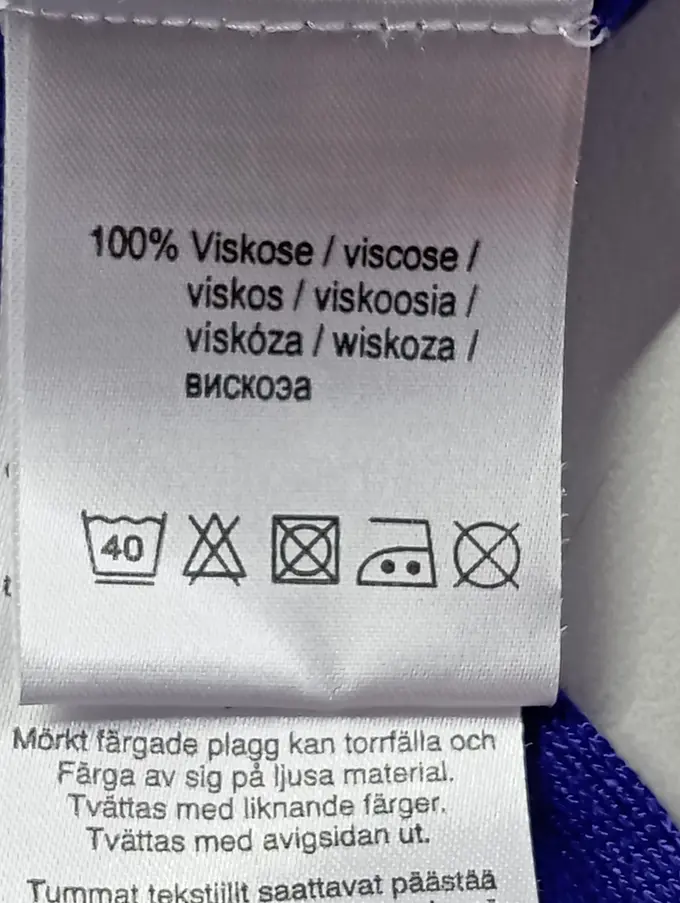 100% Viskose / viscose /
viskos / viskoosia /
viskóza / wiskoza /
вискоэа
40
Mörkt färgade plagg kan torrfälla och
Färga av sig på ljusa material.
Tvättas med liknande färger.
Tvättas med avigsidan ut.
Tummat tekstiilit saattavat päästää